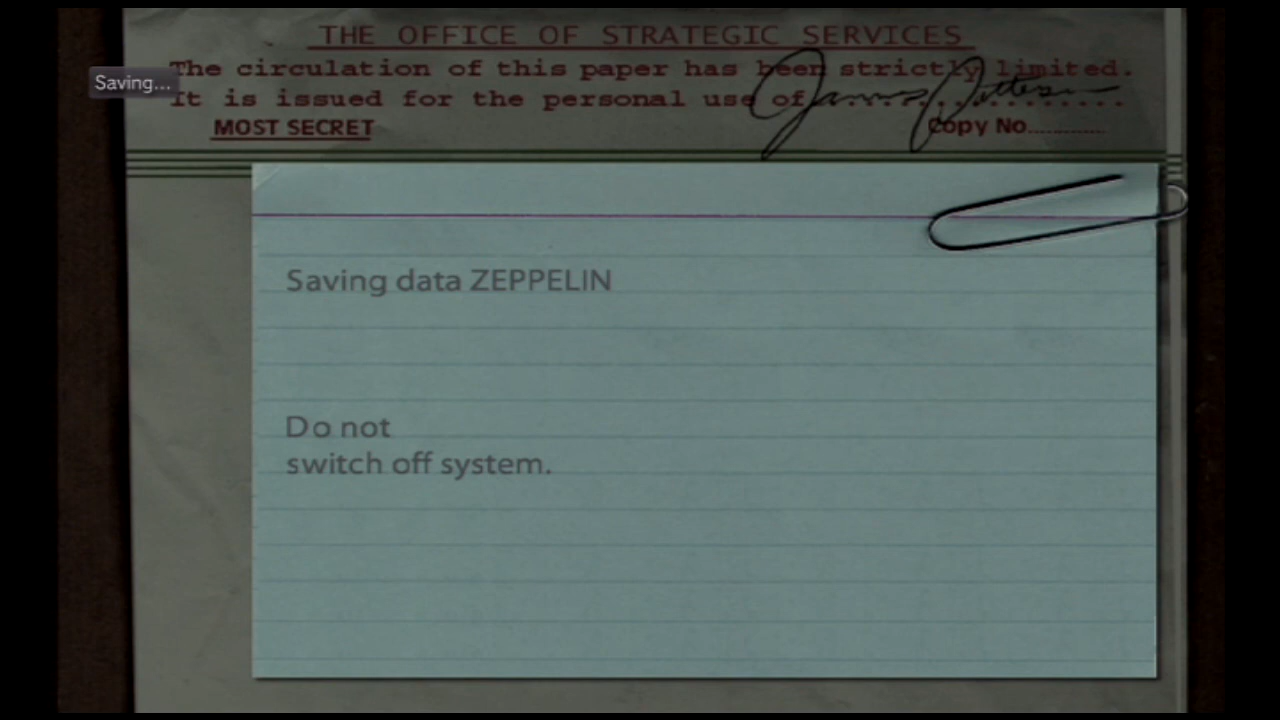 THE OFFICE OF STRATEGIC SERVICES
The circulation of this paper has been strictly limited.
It is issued for the personal use of..................
MOST SECRET
Copy No............
Saving...
Saving data ZEPPELIN
Do not
switch off system.